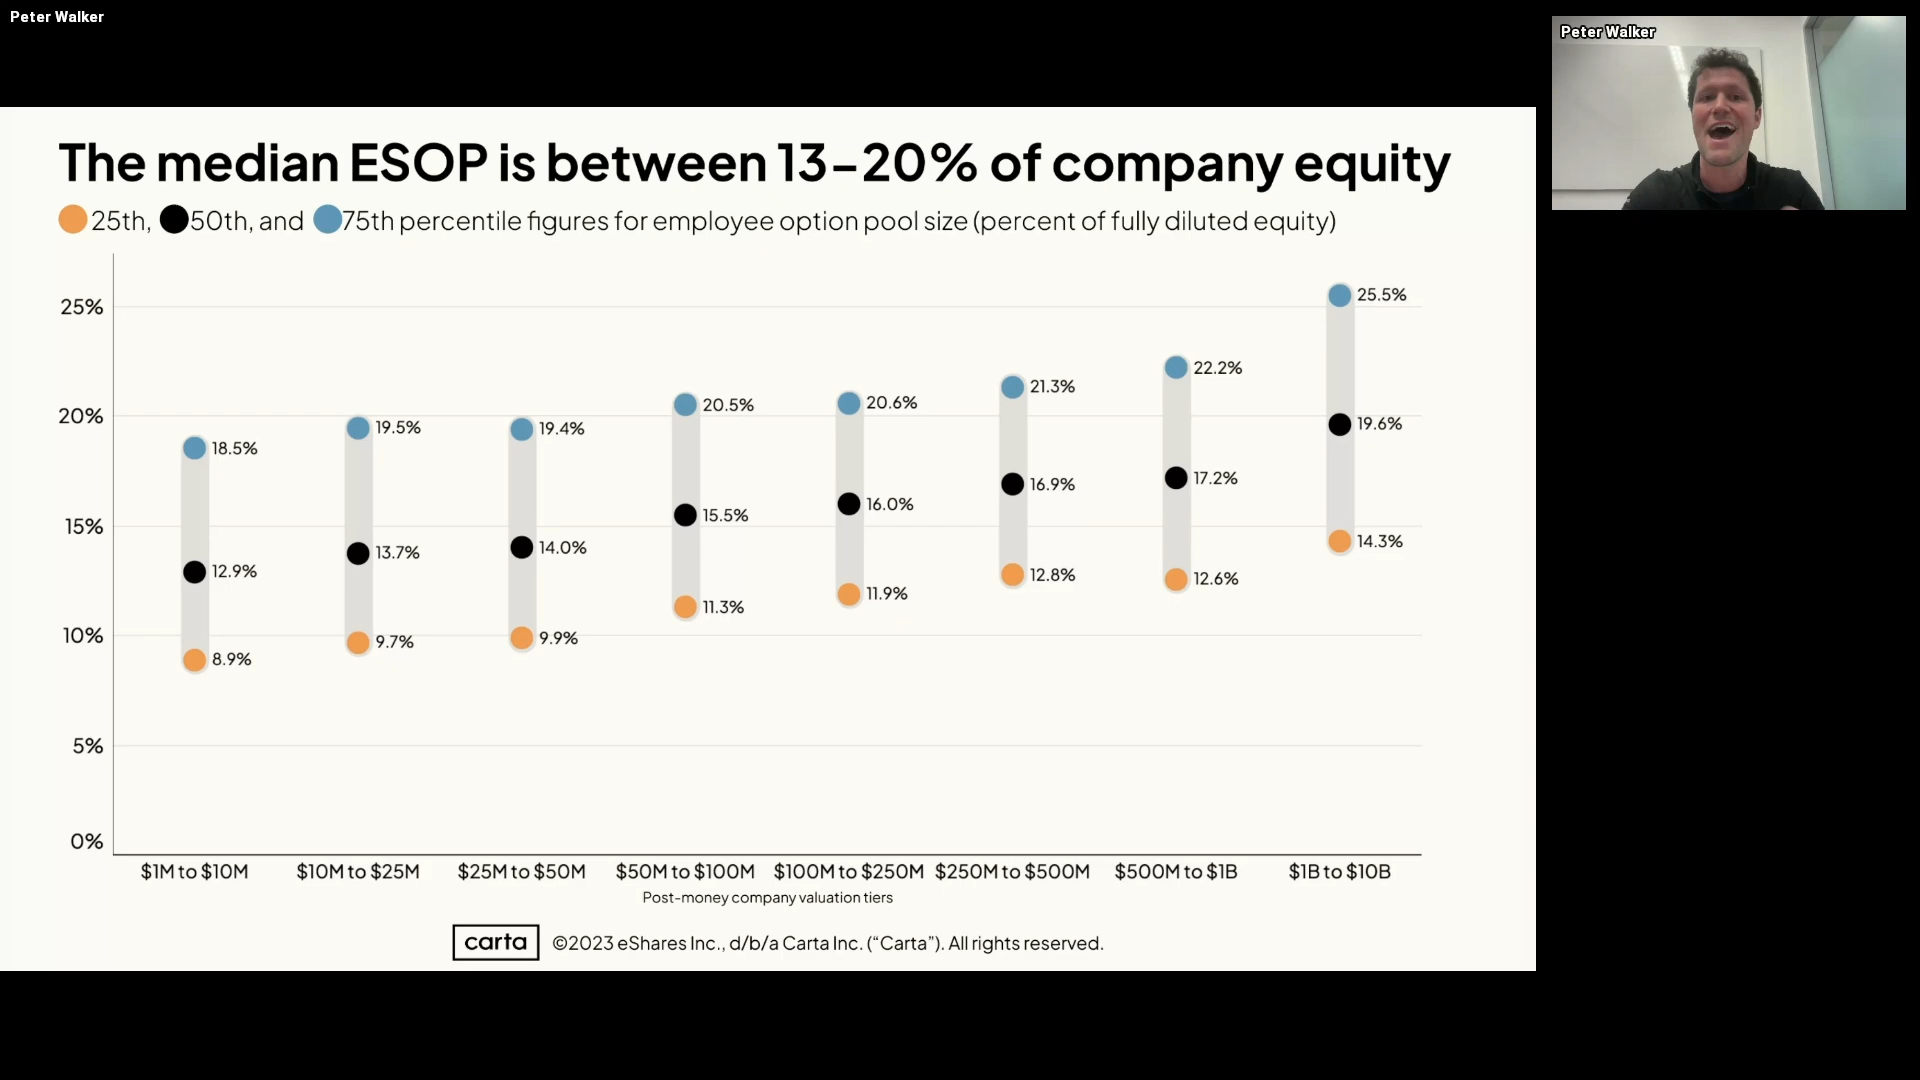 Peter Walker
Peter Walker
The median ESOP is between 13–20% of company equity
25th, 50th, and 75th percentile figures for employee option pool size (percent of fully diluted equity)
25%
20%
15%
10%
5%
0%
18.5%
12.9%
8.9%
19.5%
13.7%
9.7%
19.4%
14.0%
9.9%
20.5%
15.5%
11.3%
20.6%
16.0%
11.9%
21.3%
16.9%
12.8%
22.2%
17.2%
12.6%
25.5%
19.6%
14.3%
$1M to $10M
$10M to $25M
$25M to $50M
$50M to $100M
$100M to $250M
$250M to $500M
$500M to $1B
$1B to $10B
Post-money company valuation tiers
carta
©2023 eShares Inc., d/b/a Carta Inc. (“Carta”). All rights reserved.